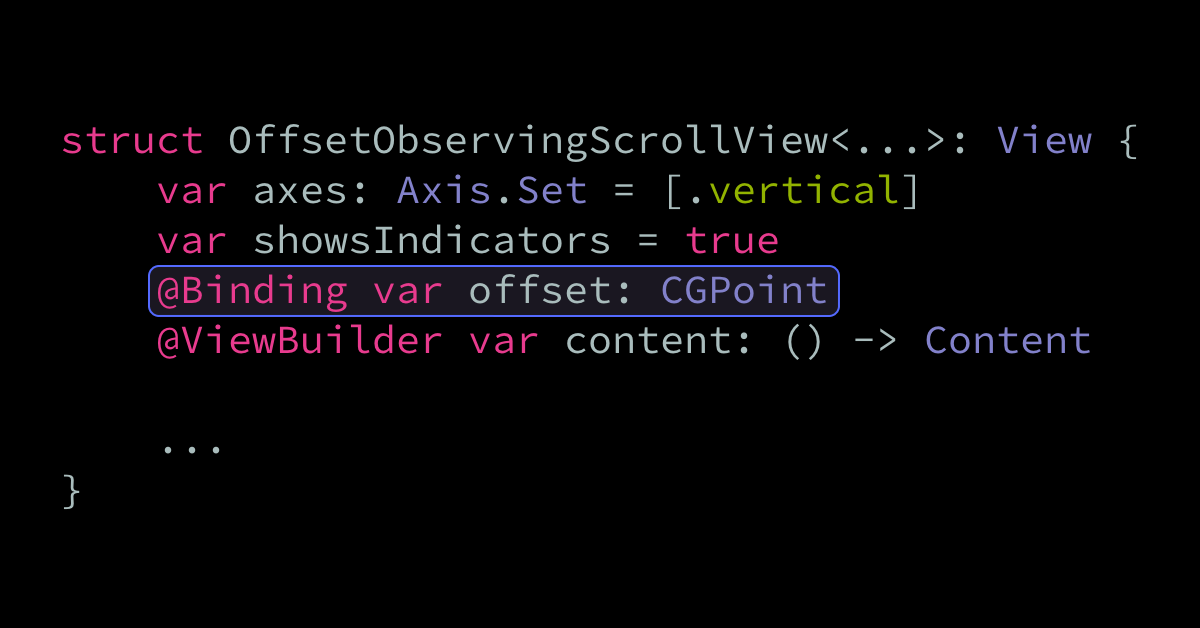 struct OffsetObservingScrollView<...>: View {
    var axes: Axis.Set = [.vertical]
    var showsIndicators = true
    @Binding var offset: CGPoint
    @ViewBuilder var content: () -> Content
    ...
}